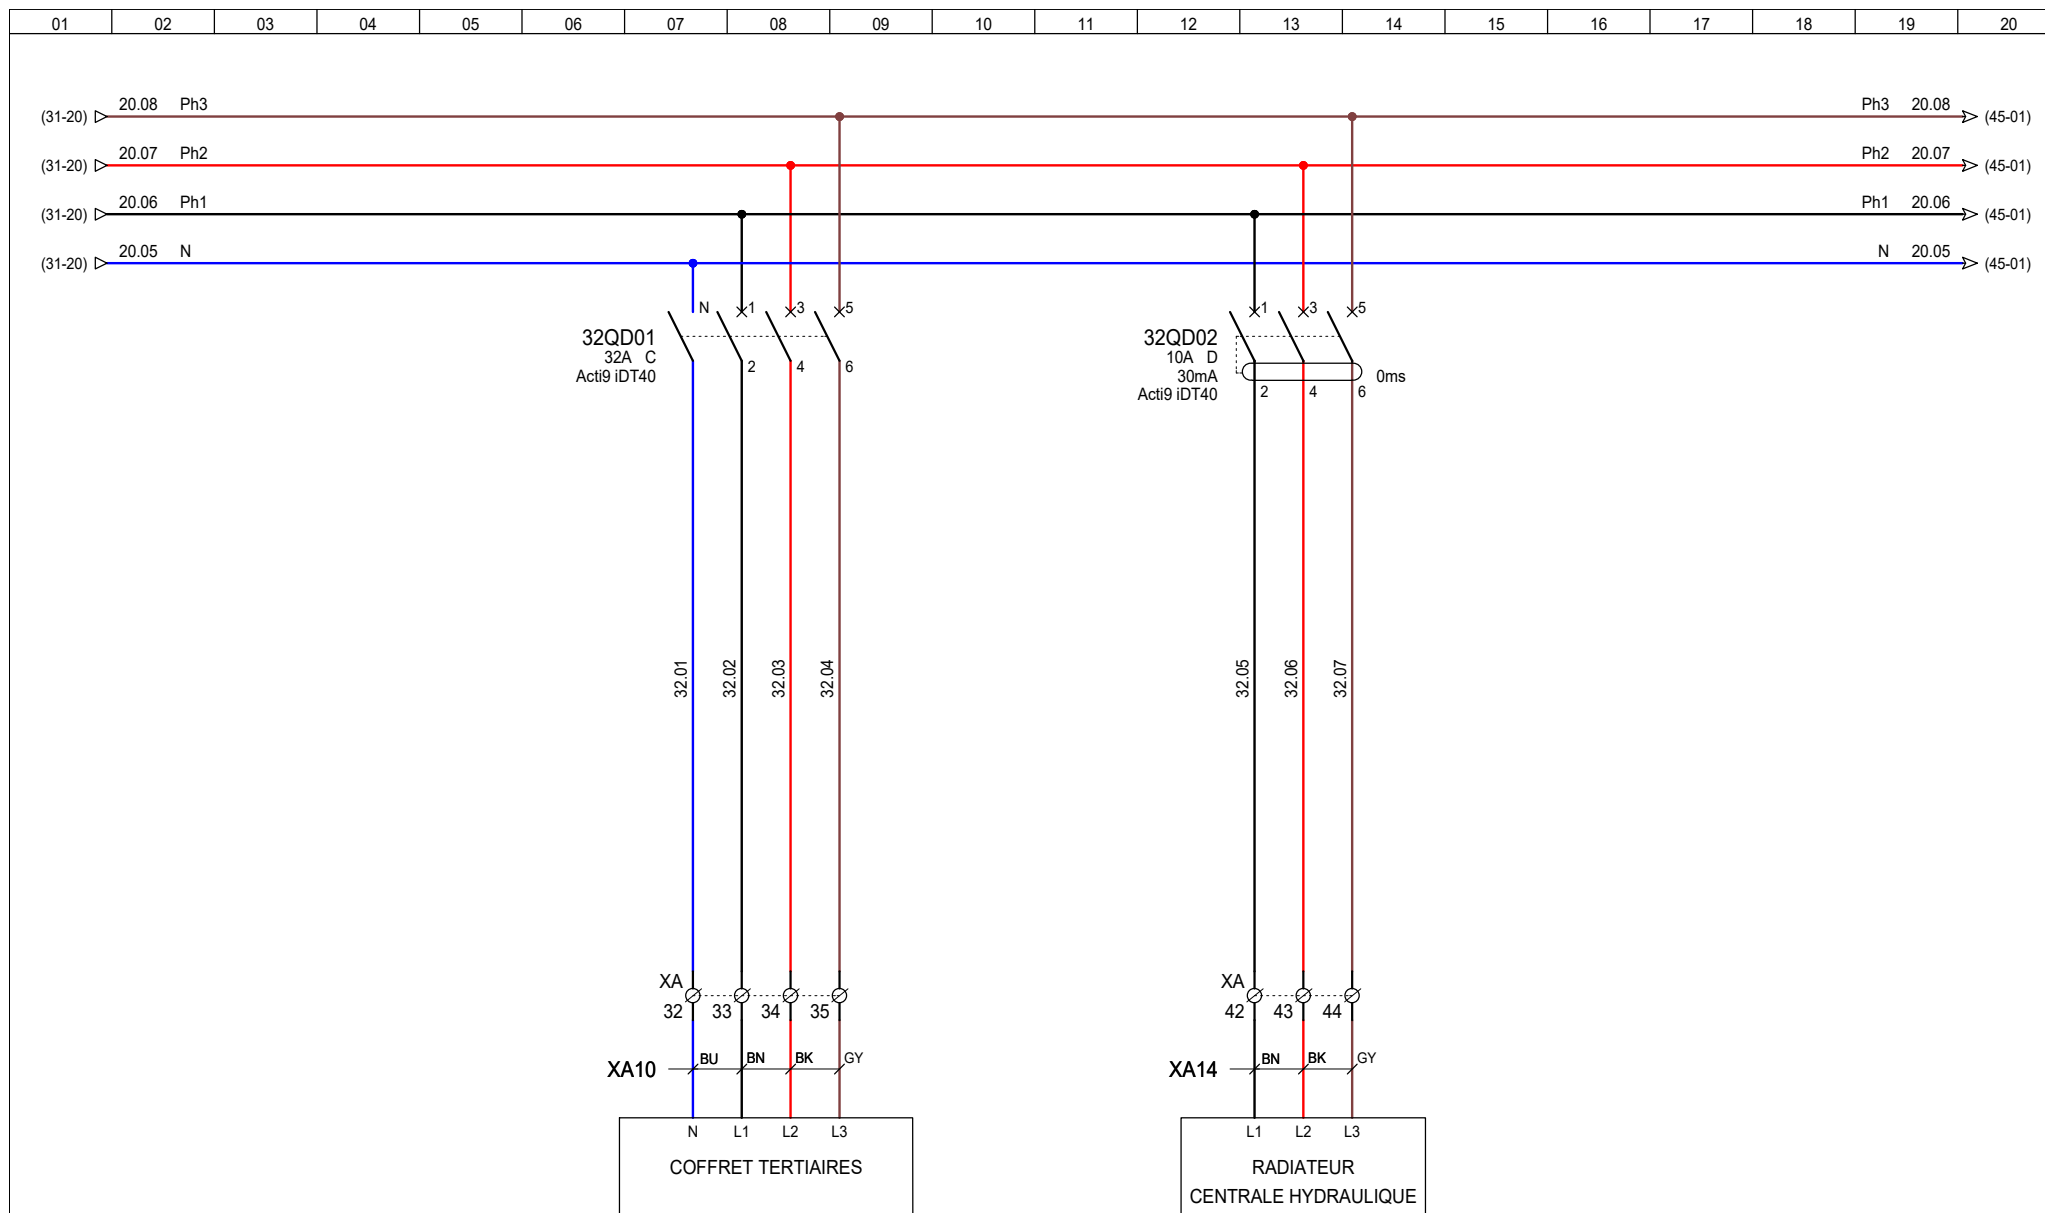 01 02 03 04 05 06 07 08 09 10 11 12 13 14 15 16 17 18 19 20
(31-20) 20.08 Ph3 Ph3 20.08 (45-01)
(31-20) 20.07 Ph2 Ph2 20.07 (45-01)
(31-20) 20.06 Ph1 Ph1 20.06 (45-01)
(31-20) 20.05 N N 20.05 (45-01)
N 1 3 5 1 3 5
32QD01 32QD02
32A C 10A D
2 4 6
Acti9 iDT40 30mA 0ms
Acti9 iDT40 2 4 6
32.01 32.02 32.03 32.04 32.05 32.06 32.07
XA XA
32 33 34 35 42 43 44
BU BN BK GY BN BK GY
XA10 XA14
N L1 L2 L3 L1 L2 L3
COFFRET TERTIAIRES RADIATEUR
CENTRALE HYDRAULIQUE